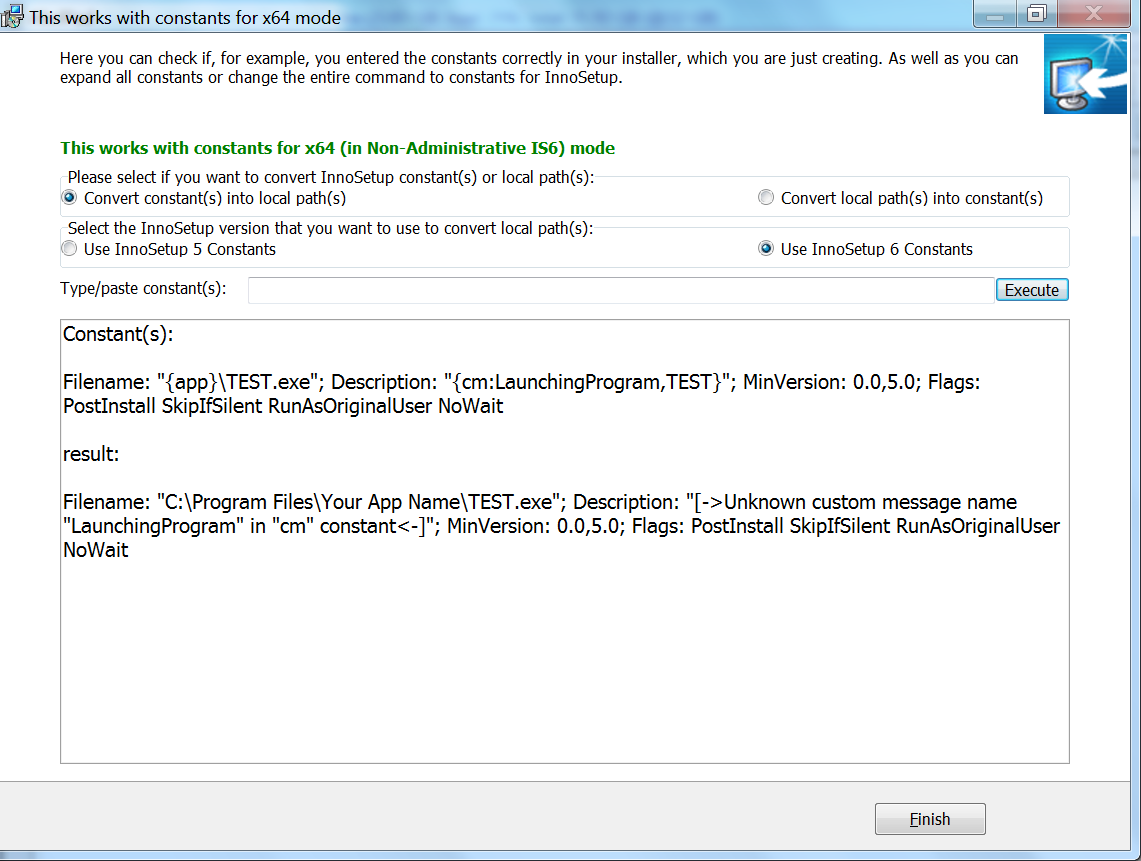 This works with constants for x64 mode
Here you can check if, for example, you entered the constants correctly in your installer, which you are just creating. As well as you can
expand all constants or change the entire command to constants for InnoSetup.
This works with constants for x64 (in Non-Administrative IS6) mode
Please select if you want to convert InnoSetup constant(s) or local path(s):
Convert constant(s) into local path(s)
Convert local path(s) into constant(s)
Select the InnoSetup version that you want to use to convert local path(s):
Use InnoSetup 5 Constants
Use InnoSetup 6 Constants
Type/paste constant(s):
Execute
Constant(s):
Filename: "{app}\TEST.exe"; Description: "{cm:LaunchingProgram,TEST}"; MinVersion: 0.0,5.0; Flags:
PostInstall SkipIfSilent RunAsOriginalUser NoWait
result:
Filename: "C:\Program Files\Your App Name\TEST.exe"; Description: "[->Unknown custom message name
"LaunchingProgram" in "cm" constant<-]"; MinVersion: 0.0,5.0; Flags: PostInstall SkipIfSilent RunAsOriginalUser
NoWait
Finish